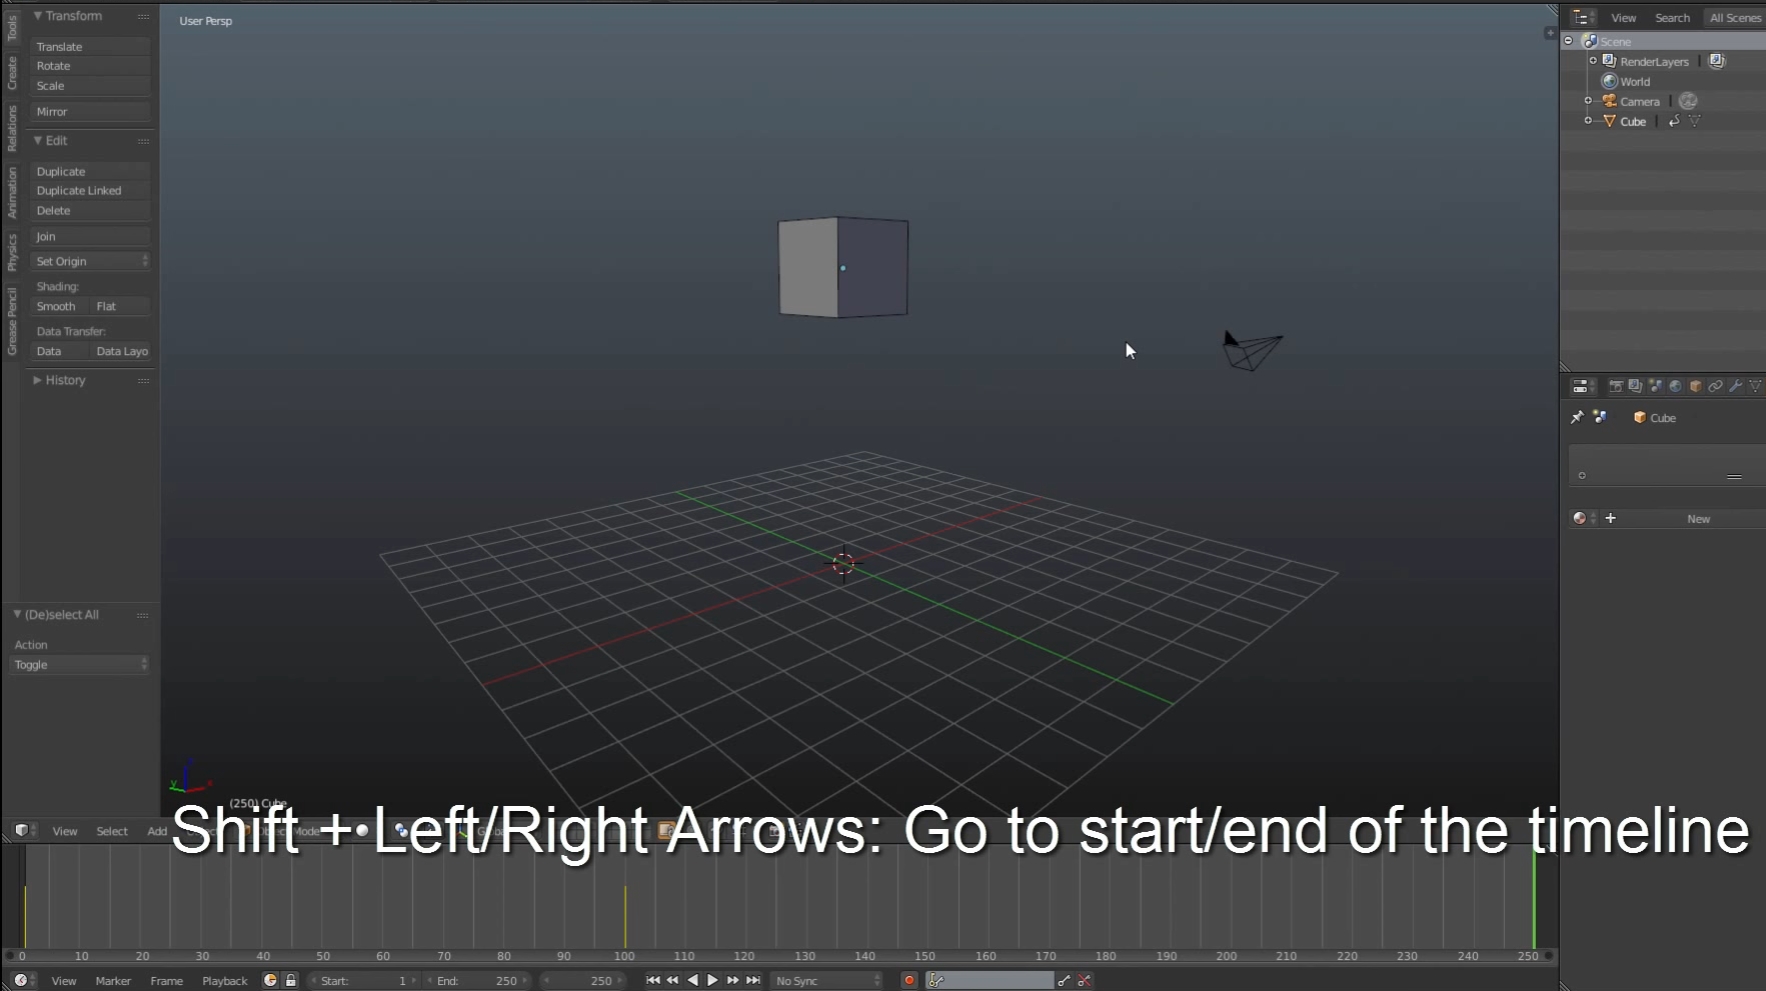 User Persp
Tools
Create
Relations
Animation
Physics
Grease Pencil
Transform
Translate
Rotate
Scale
Mirror
Edit
Duplicate
Duplicate Linked
Delete
Join
Set Origin
Shading:
Smooth Flat
Data Transfer:
Data Data Layo
History
(De)select All
Action
Toggle
View Search All Scenes
Scene
RenderLayers
World
Camera
Cube
Cube
New
(250) Cube
View Select Add
Shift + Left/Right Arrows: Go to start/end of the timeline
0 10 20 30 40 50 60 70 80 90 100 110 120 130 140 150 160 170 180 190 200 210 220 230 240 250
View Marker Frame Playback Start: 1 End: 250 250 No Sync